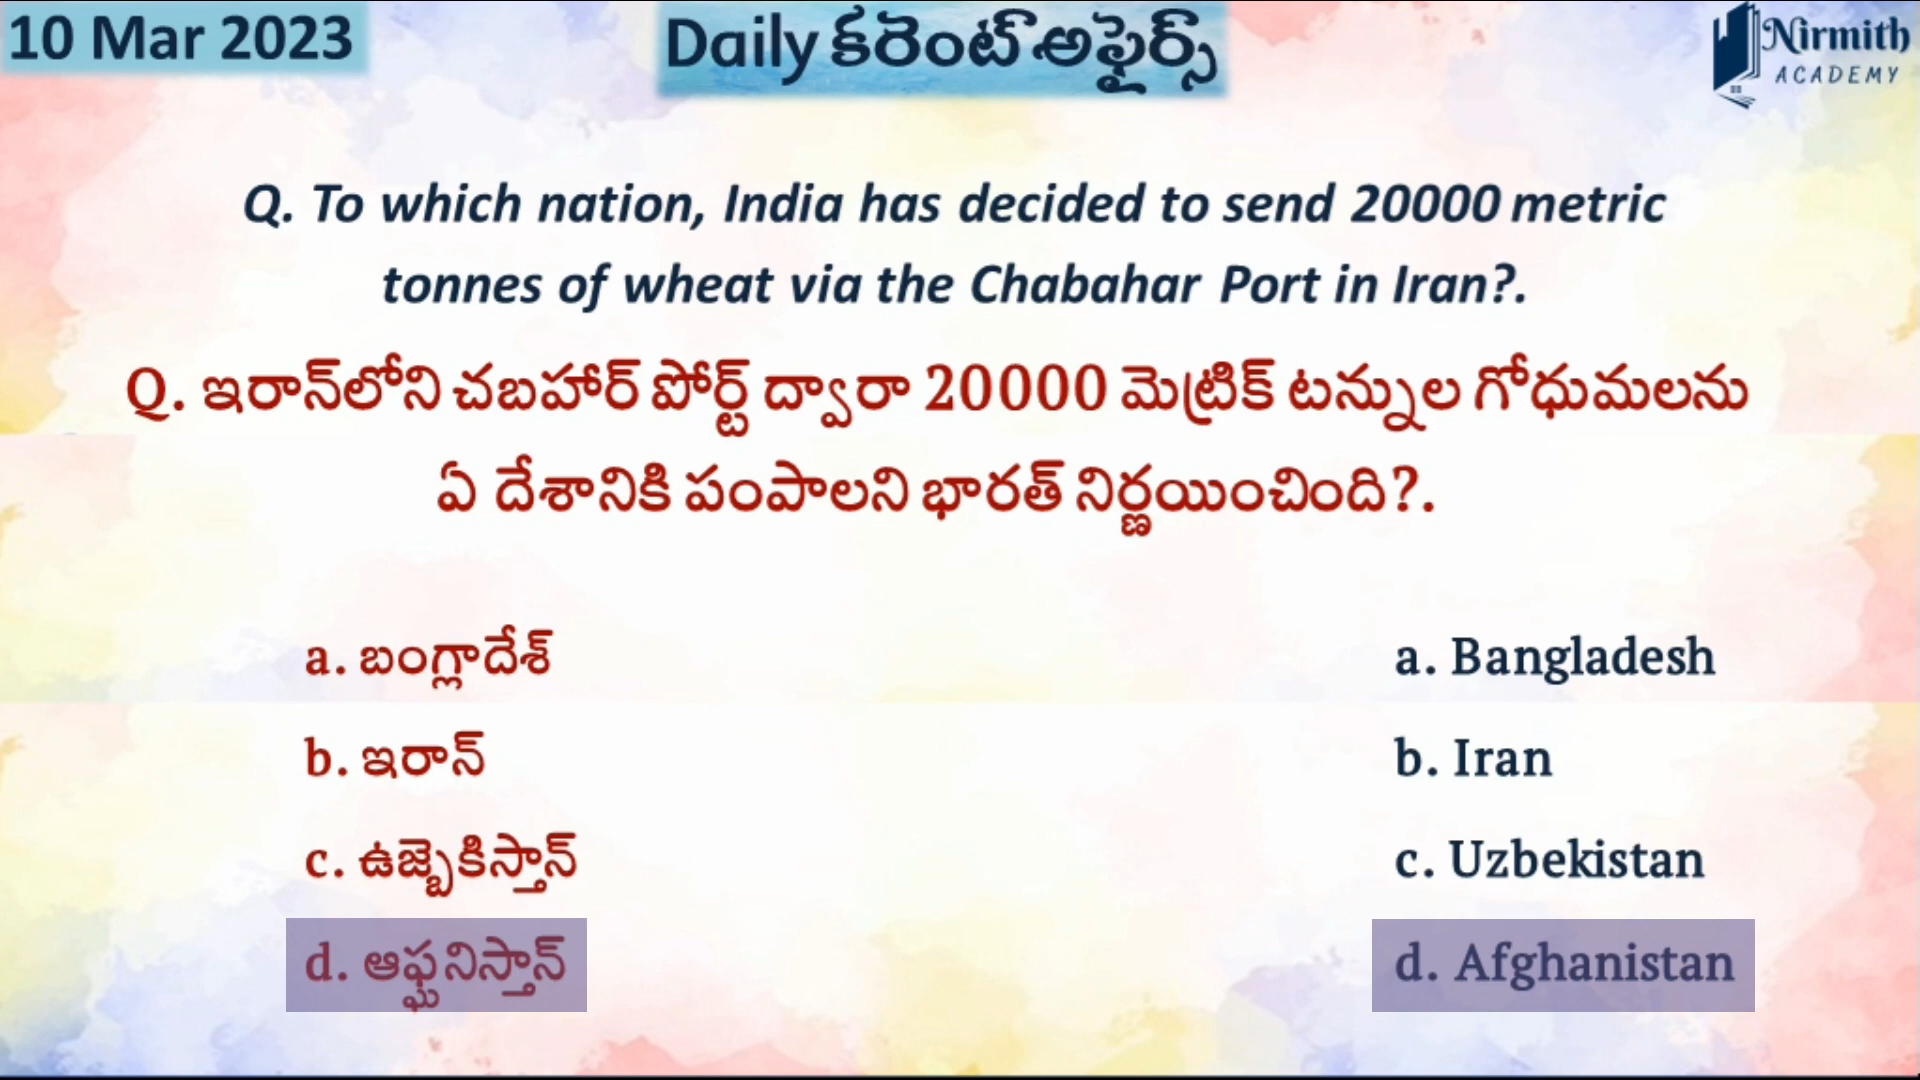 10 Mar 2023
Daily కరెంట్ అఫైర్స్
Nirmith
ACADEMY
Q. To which nation, India has decided to send 20000 metric
tonnes of wheat via the Chabahar Port in Iran?.
Q. ఇరాన్‌లోని చబహార్ పోర్ట్ ద్వారా 20000 మెట్రిక్ టన్నుల గోధుమలను
ఏ దేశానికి పంపాలని భారత్ నిర్ణయించింది?.
a. బంగ్లాదేశ్
b. ఇరాన్
c. ఉజ్బెకిస్తాన్
d. ఆఫ్ఘనిస్తాన్
a. Bangladesh
b. Iran
c. Uzbekistan
d. Afghanistan